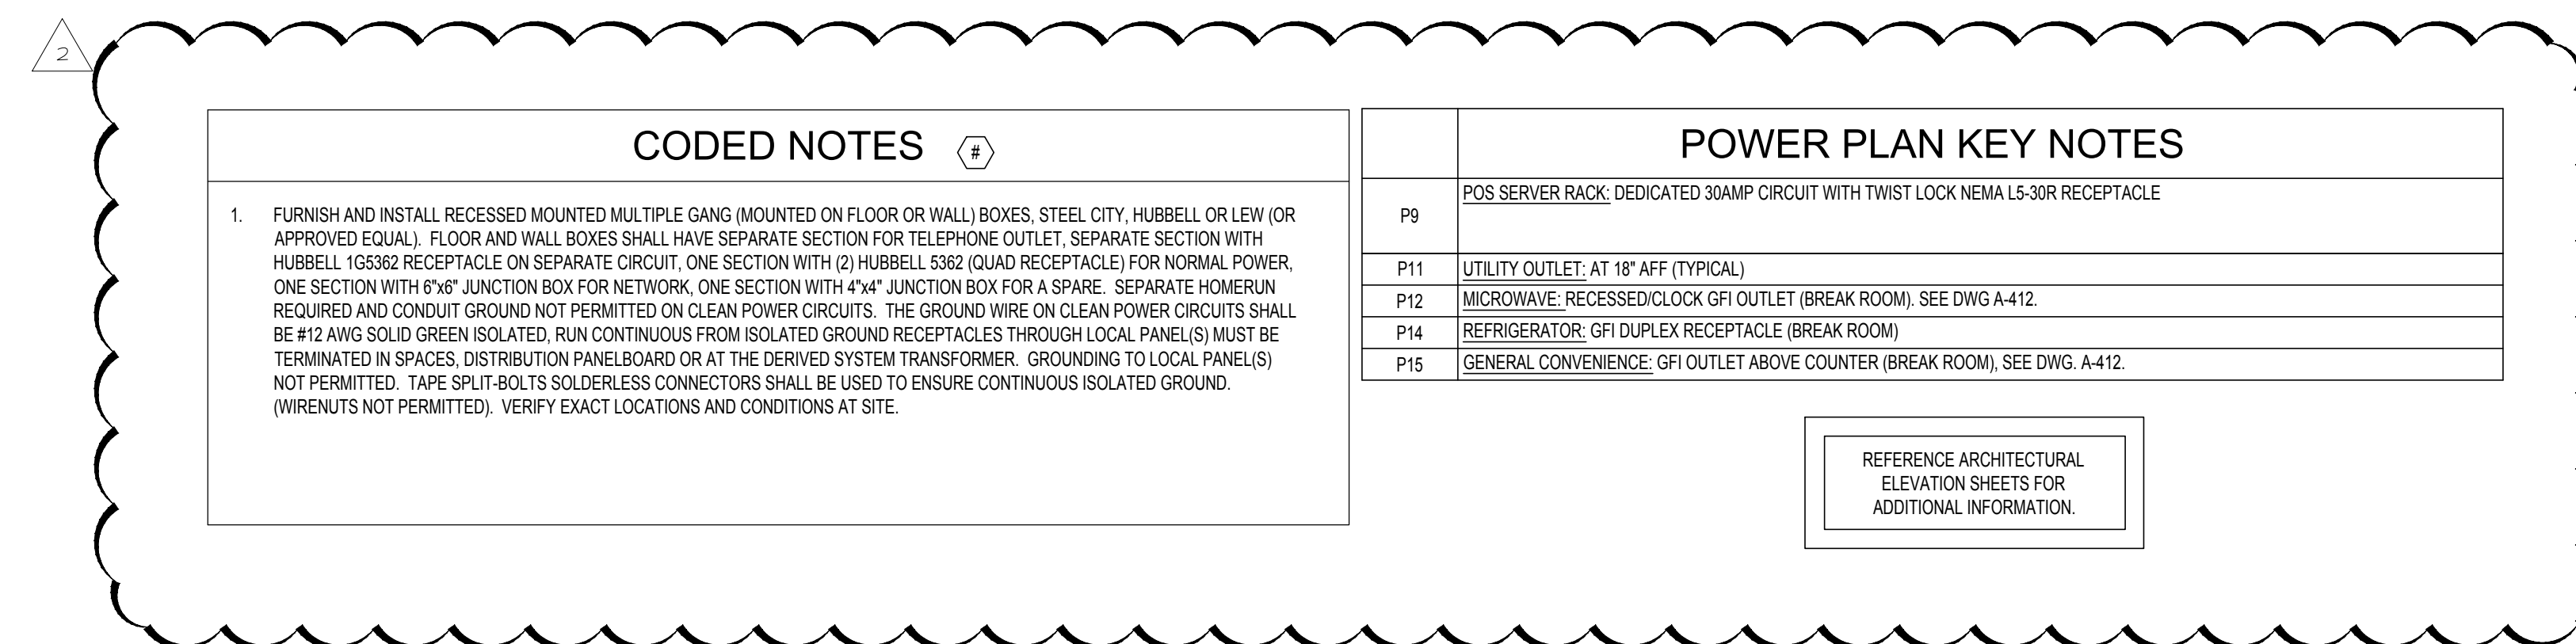 2
CODED NOTES #
1. FURNISH AND INSTALL RECESSED MOUNTED MULTIPLE GANG (MOUNTED ON FLOOR OR WALL) BOXES, STEEL CITY, HUBBELL OR LEW (OR
APPROVED EQUAL). FLOOR AND WALL BOXES SHALL HAVE SEPARATE SECTION FOR TELEPHONE OUTLET, SEPARATE SECTION WITH
HUBBELL 1G5362 RECEPTACLE ON SEPARATE CIRCUIT, ONE SECTION WITH (2) HUBBELL 5362 (QUAD RECEPTACLE) FOR NORMAL POWER,
ONE SECTION WITH 6"x6" JUNCTION BOX FOR NETWORK, ONE SECTION WITH 4"x4" JUNCTION BOX FOR A SPARE. SEPARATE HOMERUN
REQUIRED AND CONDUIT GROUND NOT PERMITTED ON CLEAN POWER CIRCUITS. THE GROUND WIRE ON CLEAN POWER CIRCUITS SHALL
BE #12 AWG SOLID GREEN ISOLATED, RUN CONTINUOUS FROM ISOLATED GROUND RECEPTACLES THROUGH LOCAL PANEL(S) MUST BE
TERMINATED IN SPACES, DISTRIBUTION PANELBOARD OR AT THE DERIVED SYSTEM TRANSFORMER. GROUNDING TO LOCAL PANEL(S)
NOT PERMITTED. TAPE SPLIT-BOLTS SOLDERLESS CONNECTORS SHALL BE USED TO ENSURE CONTINUOUS ISOLATED GROUND.
(WIRENUTS NOT PERMITTED). VERIFY EXACT LOCATIONS AND CONDITIONS AT SITE.
POWER PLAN KEY NOTES
P9 POS SERVER RACK: DEDICATED 30AMP CIRCUIT WITH TWIST LOCK NEMA L5-30R RECEPTACLE
P11 UTILITY OUTLET: AT 18" AFF (TYPICAL)
P12 MICROWAVE: RECESSED/CLOCK GFI OUTLET (BREAK ROOM). SEE DWG A-412.
P14 REFRIGERATOR: GFI DUPLEX RECEPTACLE (BREAK ROOM)
P15 GENERAL CONVENIENCE: GFI OUTLET ABOVE COUNTER (BREAK ROOM), SEE DWG. A-412.
REFERENCE ARCHITECTURAL
ELEVATION SHEETS FOR
ADDITIONAL INFORMATION.